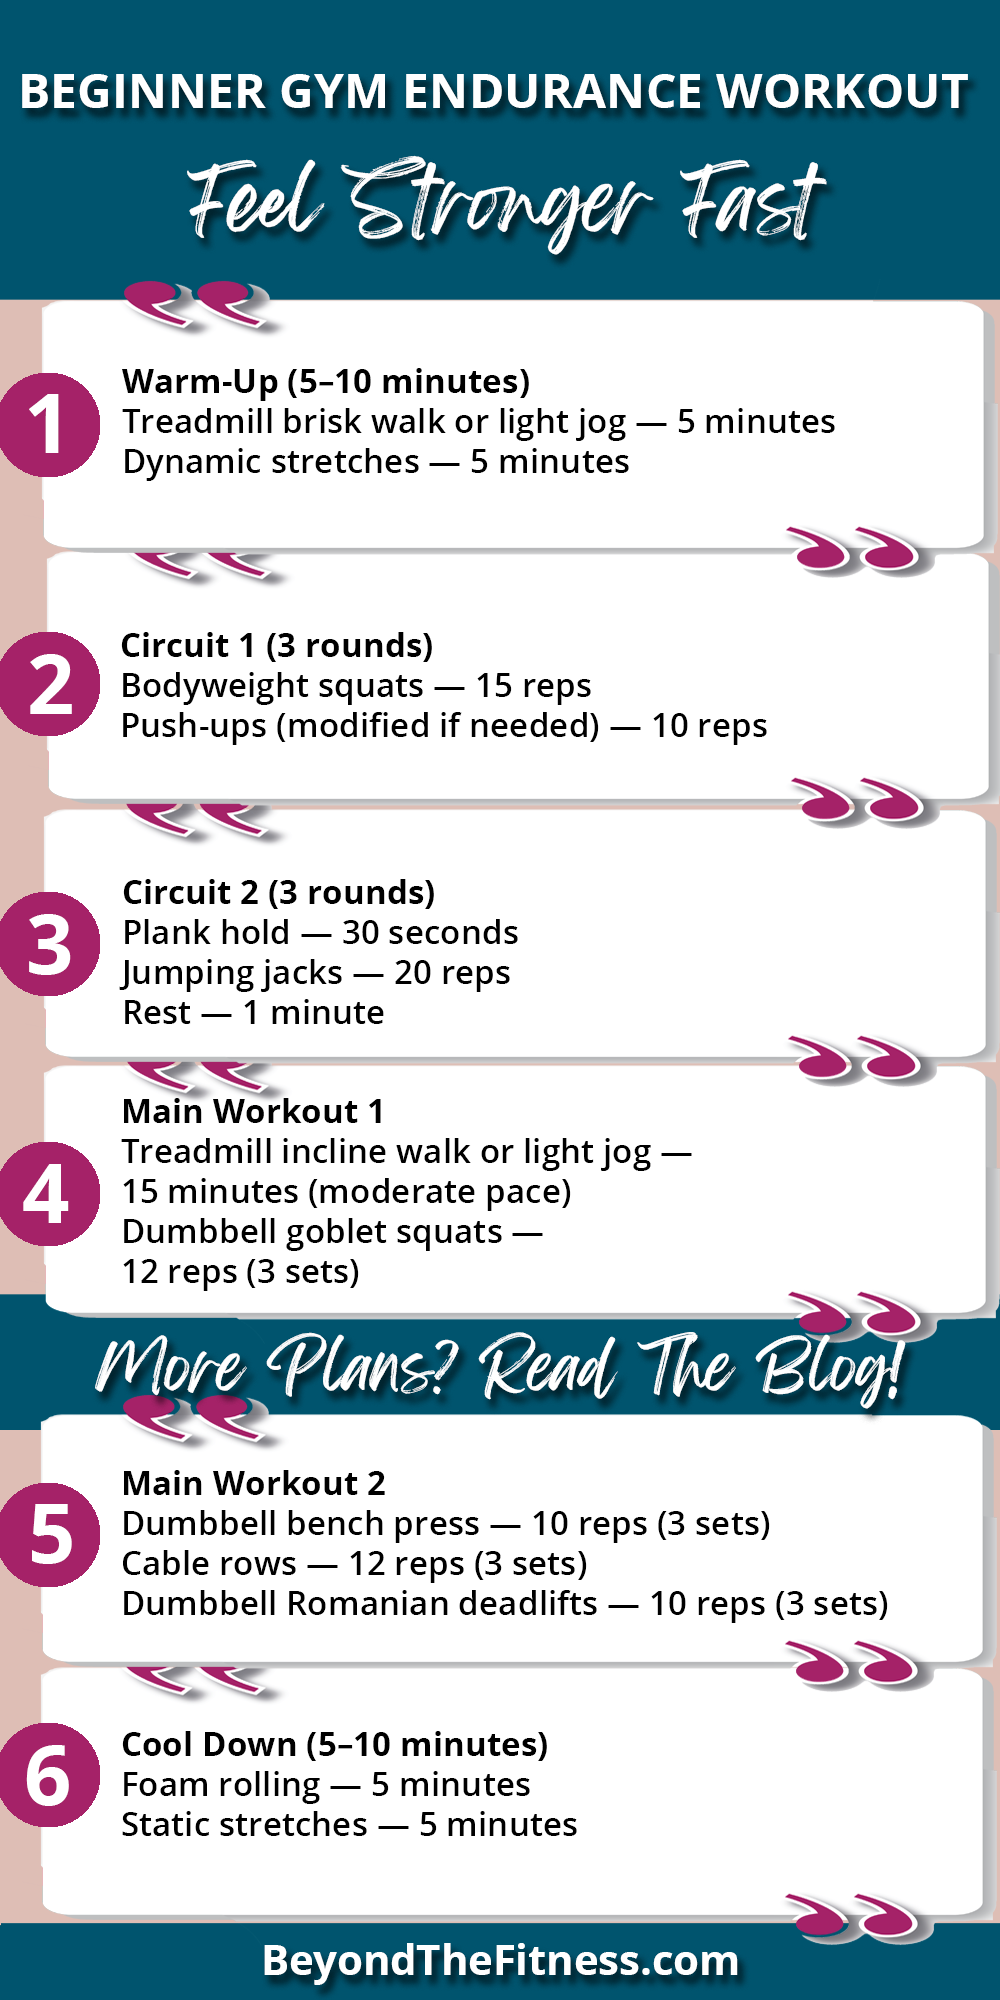 BEGINNER GYM ENDURANCE WORKOUT
Feel Stronger Fast
1
Warm-Up (5–10 minutes)
Treadmill brisk walk or light jog — 5 minutes
Dynamic stretches — 5 minutes
2
Circuit 1 (3 rounds)
Bodyweight squats — 15 reps
Push-ups (modified if needed) — 10 reps
3
Circuit 2 (3 rounds)
Plank hold — 30 seconds
Jumping jacks — 20 reps
Rest — 1 minute
4
Main Workout 1
Treadmill incline walk or light jog —
15 minutes (moderate pace)
Dumbbell goblet squats —
12 reps (3 sets)
More Plans? Read The Blog!
5
Main Workout 2
Dumbbell bench press — 10 reps (3 sets)
Cable rows — 12 reps (3 sets)
Dumbbell Romanian deadlifts — 10 reps (3 sets)
6
Cool Down (5–10 minutes)
Foam rolling — 5 minutes
Static stretches — 5 minutes
BeyondTheFitness.com